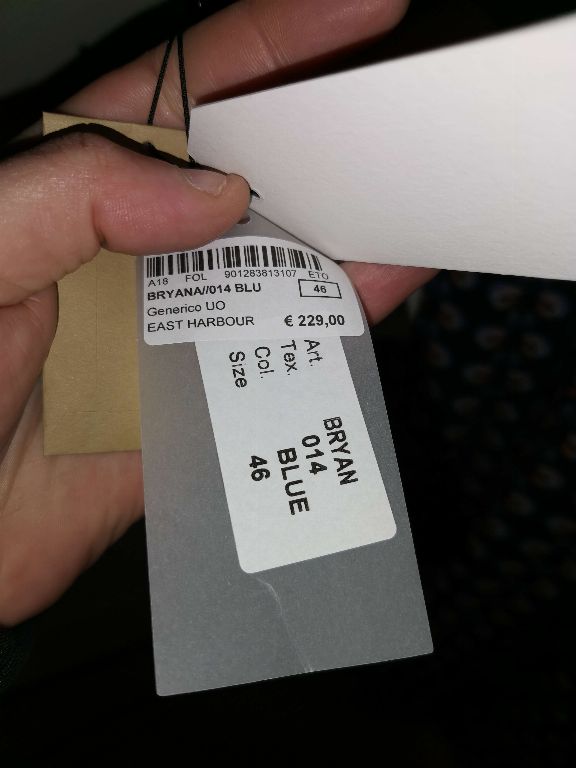 A18 FOL 901283813107 ETO
BRYANA//014 BLU 46
Generico UO
EAST HARBOUR € 229,00
Art. BRYAN
Tex. 014
Col. BLUE
Size 46